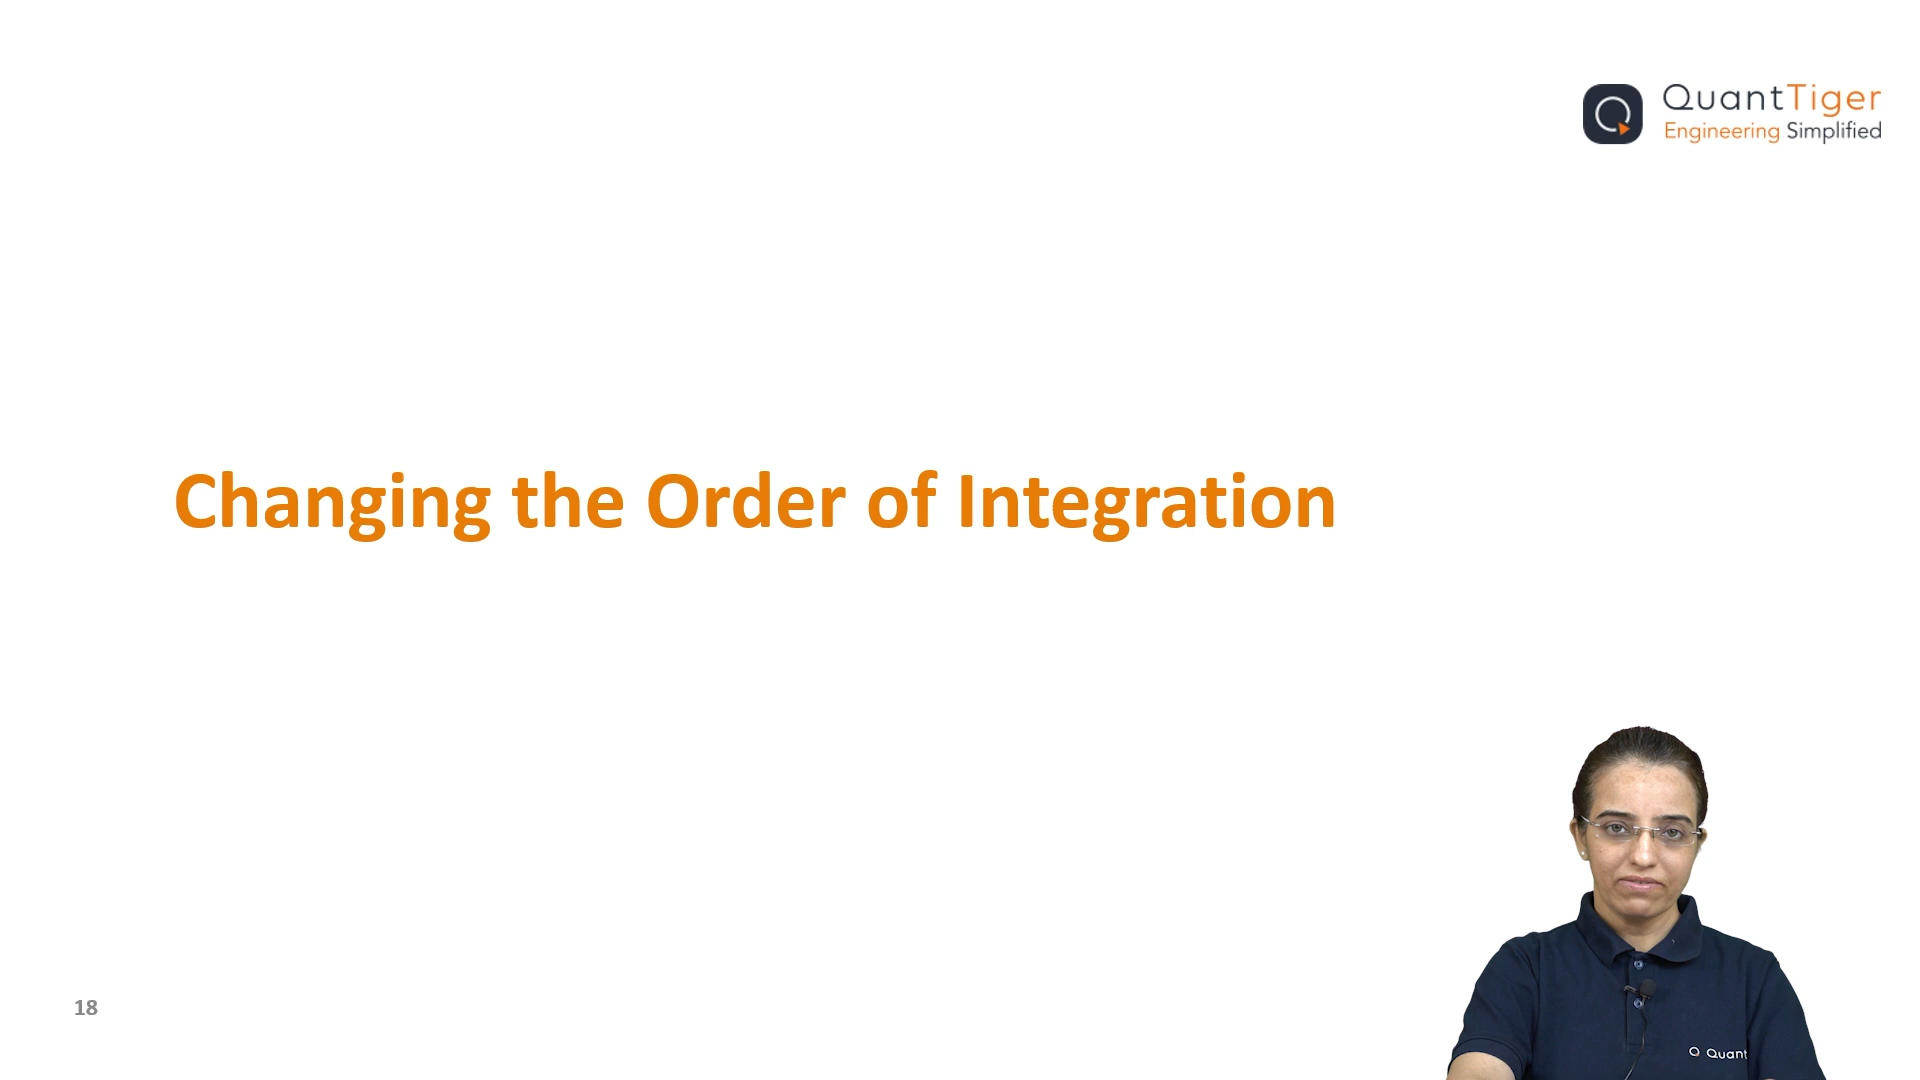 QuantTiger
Engineering Simplified
Changing the Order of Integration
18
Quant